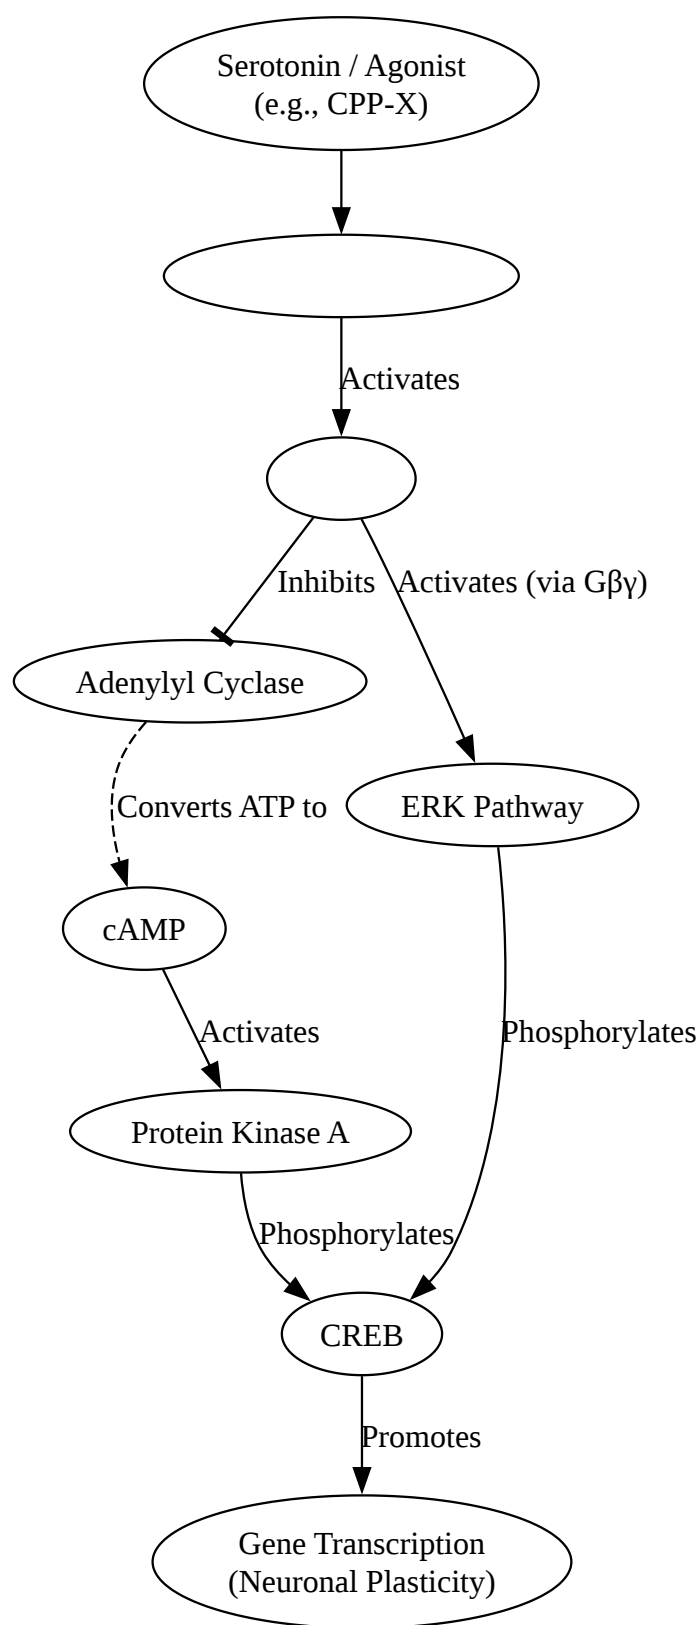 Serotonin / Agonist
(e.g., CPP-X)
Activates
Inhibits
Activates (via Gβγ)
Adenylyl Cyclase
Converts ATP to
ERK Pathway
cAMP
Activates
Phosphorylates
Protein Kinase A
Phosphorylates
CREB
Promotes
Gene Transcription
(Neuronal Plasticity)